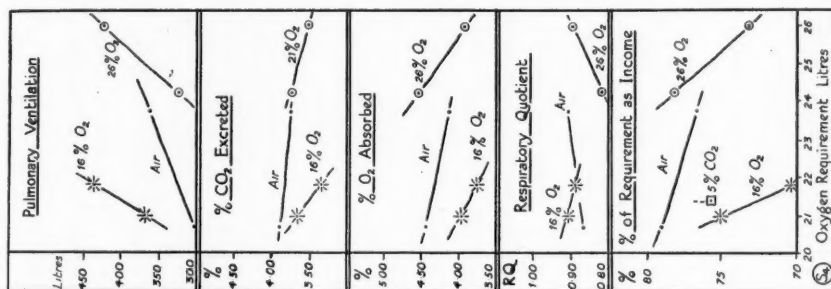 Pulmonary Ventilation
Litres
450
400
350
300
16% O₂
Air
26% O₂
% CO₂ Excreted
%
4·50
4·00
3·50
Air
16% O₂
21% O₂
% O₂ Absorbed
%
5·00
4·50
4·00
3·50
Air
16% O₂
26% O₂
Respiratory Quotient
RQ
1·00
0·90
0·80
16% O₂
Air
26% O₂
% of Requirement as Income
%
80
75
70
Air
5% CO₂
16% O₂
26% O₂
20
21
22
23
24
25
26
Oxygen Requirement Litres